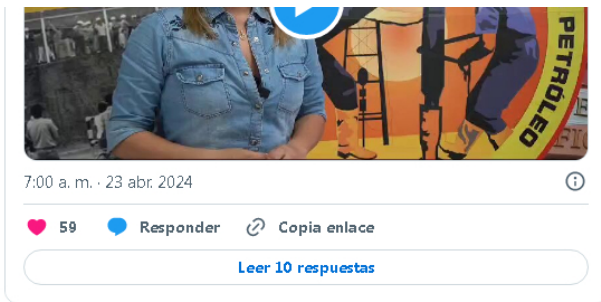 PETRÓLEO
7:00 a. m. · 23 abr. 2024
59 Responder Copia enlace
Leer 10 respuestas